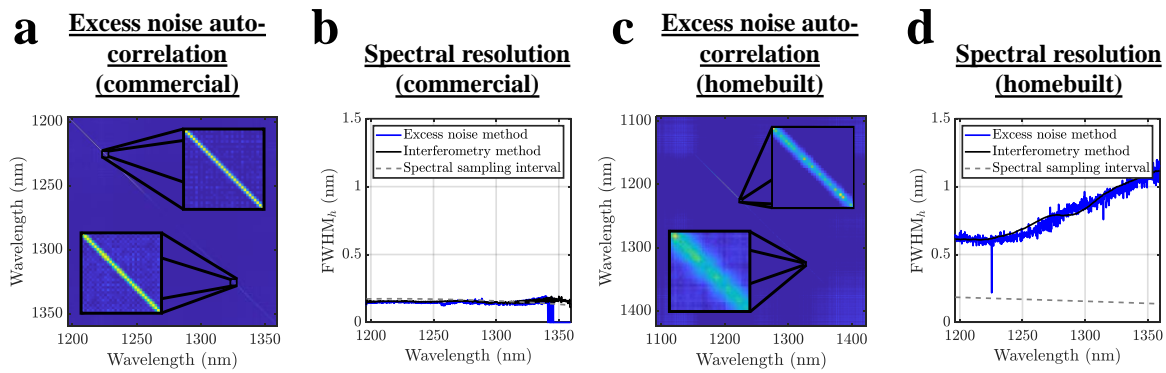 a
Excess noise auto-
correlation
(commercial)
Wavelength (nm)
1200
1250
1300
1350
1200 1250 1300 1350
Wavelength (nm)
b
Spectral resolution
(commercial)
FWHMₕ (nm)
1.5
1
0.5
0
Excess noise method
Interferometry method
Spectral sampling interval
1200 1250 1300 1350
Wavelength (nm)
c
Excess noise auto-
correlation
(homebuilt)
Wavelength (nm)
1100
1200
1300
1400
1100 1200 1300 1400
Wavelength (nm)
d
Spectral resolution
(homebuilt)
FWHMₕ (nm)
1.5
1
0.5
0
Excess noise method
Interferometry method
Spectral sampling interval
1200 1250 1300 1350
Wavelength (nm)